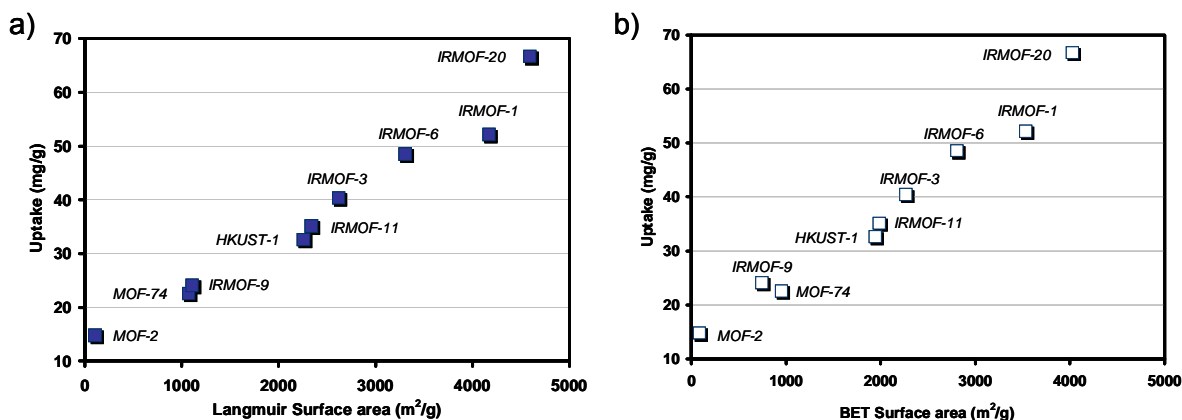 a)
70
60
50
40
30
20
10
Uptake (mg/g)
IRMOF-20
IRMOF-1
IRMOF-6
IRMOF-3
IRMOF-11
HKUST-1
IRMOF-9
MOF-74
MOF-2
0 1000 2000 3000 4000 5000
Langmuir Surface area (m²/g)
b)
70
60
50
40
30
20
10
Uptake (mg/g)
IRMOF-20
IRMOF-1
IRMOF-6
IRMOF-3
IRMOF-11
HKUST-1
IRMOF-9
MOF-74
MOF-2
0 1000 2000 3000 4000 5000
BET Surface area (m²/g)